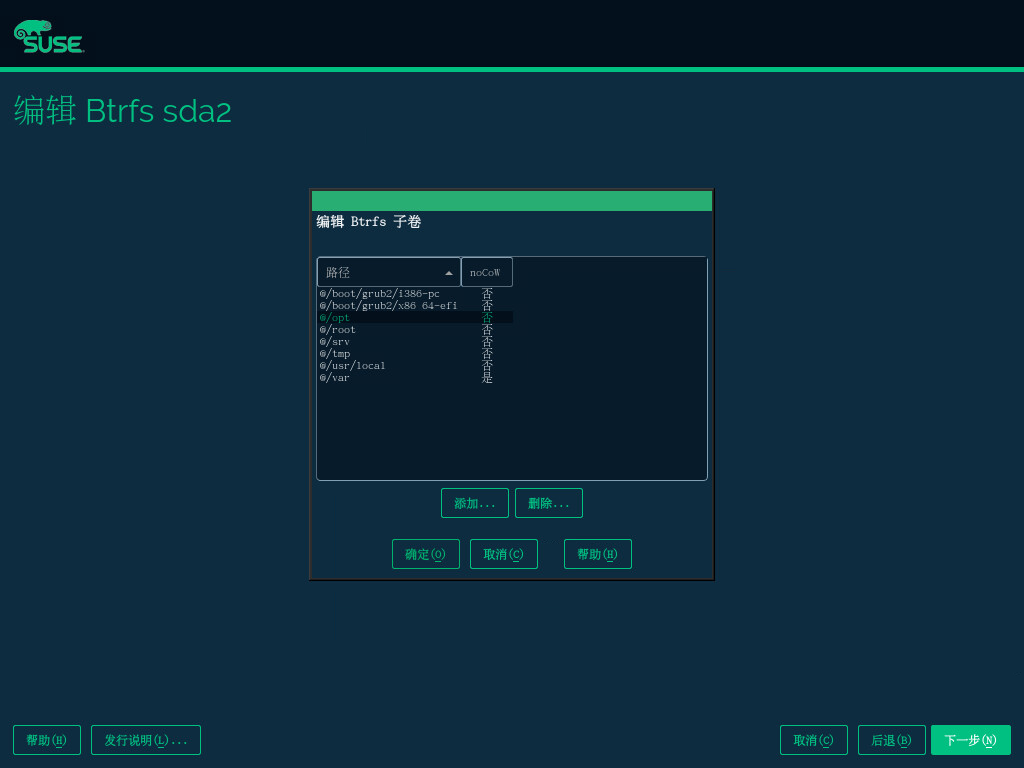 SUSE
编辑 Btrfs sda2
编辑 Btrfs 子卷
路径 noCoW
@/boot/grub2/i386-pc 否
@/boot/grub2/x86_64-efi 否
@/opt 否
@/root 否
@/srv 否
@/tmp 否
@/usr/local 否
@/var 是
添加... 删除...
确定(O) 取消(C) 帮助(H)
帮助(H) 发行说明(L)... 取消(C) 后退(B) 下一步(N)